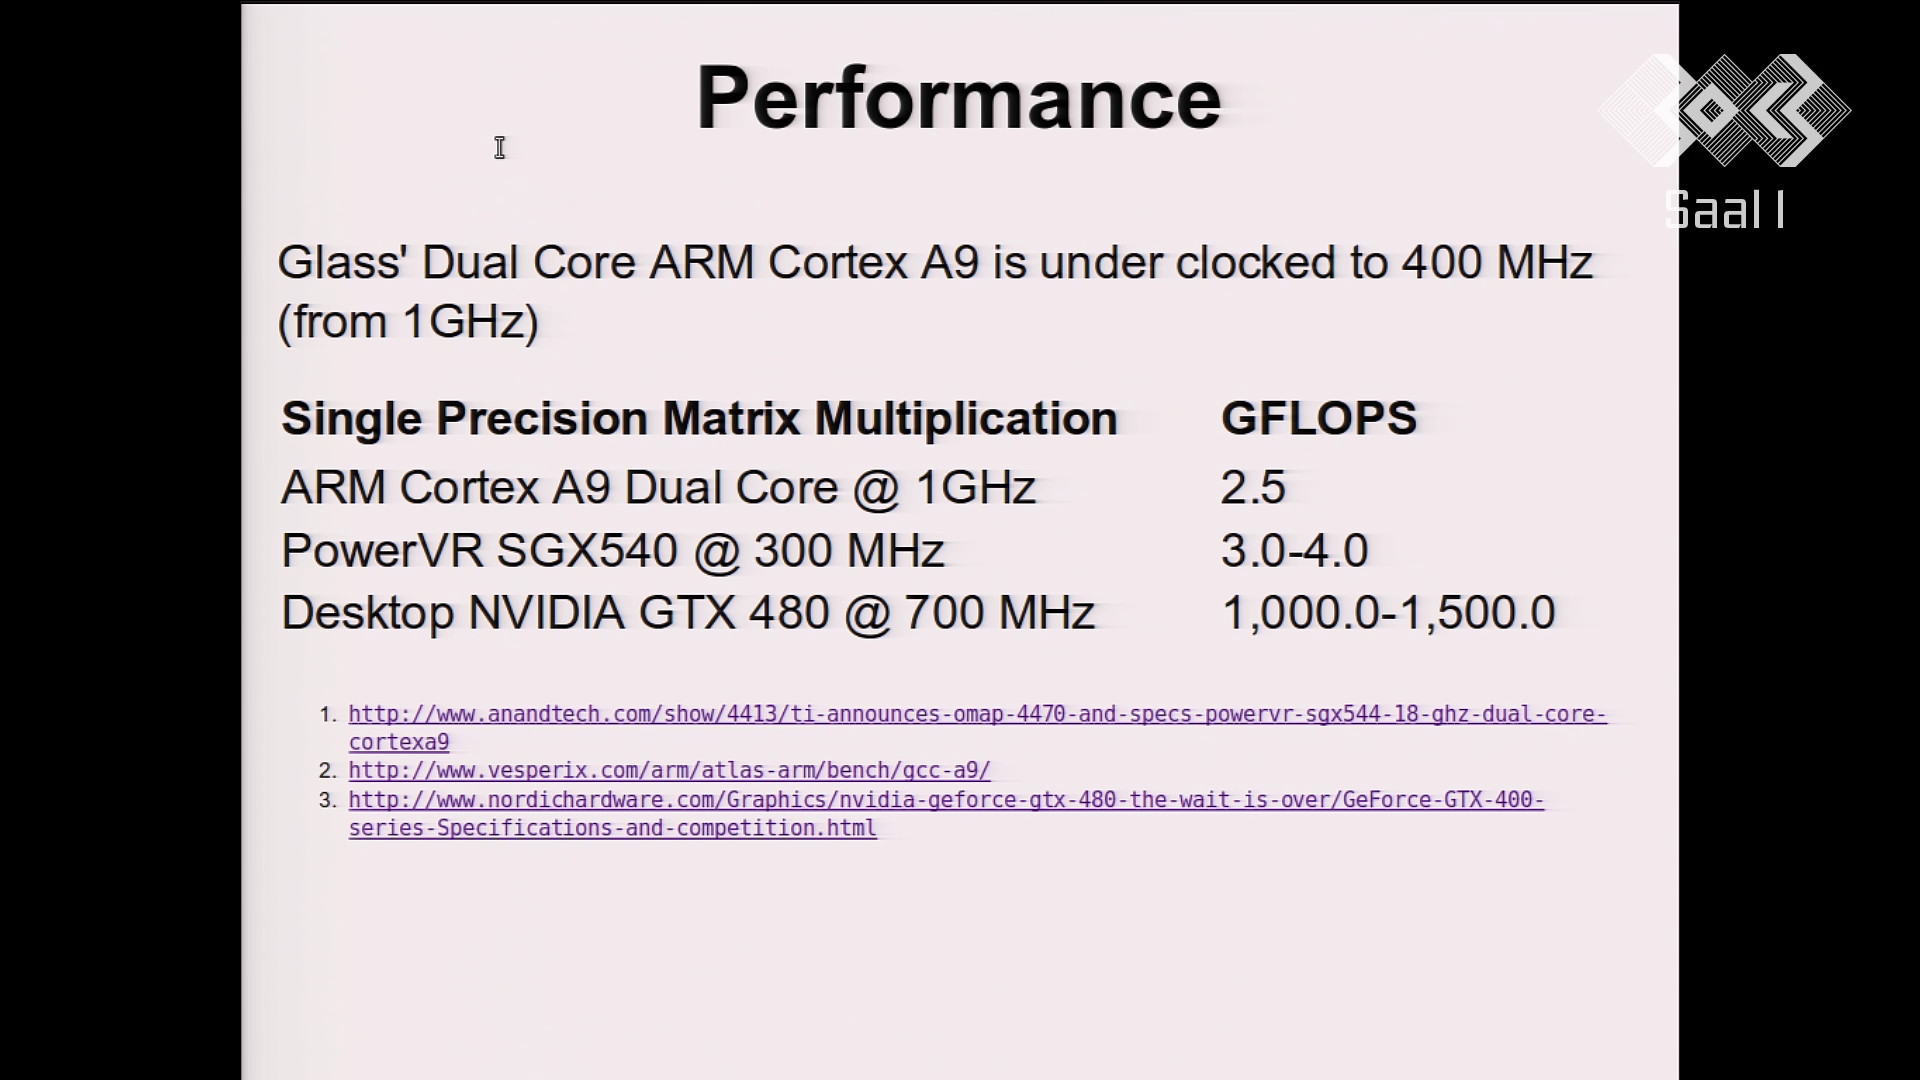 Performance
Saal 1
Glass' Dual Core ARM Cortex A9 is under clocked to 400 MHz
(from 1GHz)
Single Precision Matrix Multiplication GFLOPS
ARM Cortex A9 Dual Core @ 1GHz 2.5
PowerVR SGX540 @ 300 MHz 3.0-4.0
Desktop NVIDIA GTX 480 @ 700 MHz 1,000.0-1,500.0
1. http://www.anandtech.com/show/4413/ti-announces-omap-4470-and-specs-powervr-sgx544-18-ghz-dual-core-
cortexa9
2. http://www.vesperix.com/arm/atlas-arm/bench/gcc-a9/
3. http://www.nordichardware.com/Graphics/nvidia-geforce-gtx-480-the-wait-is-over/GeForce-GTX-400-
series-Specifications-and-competition.html